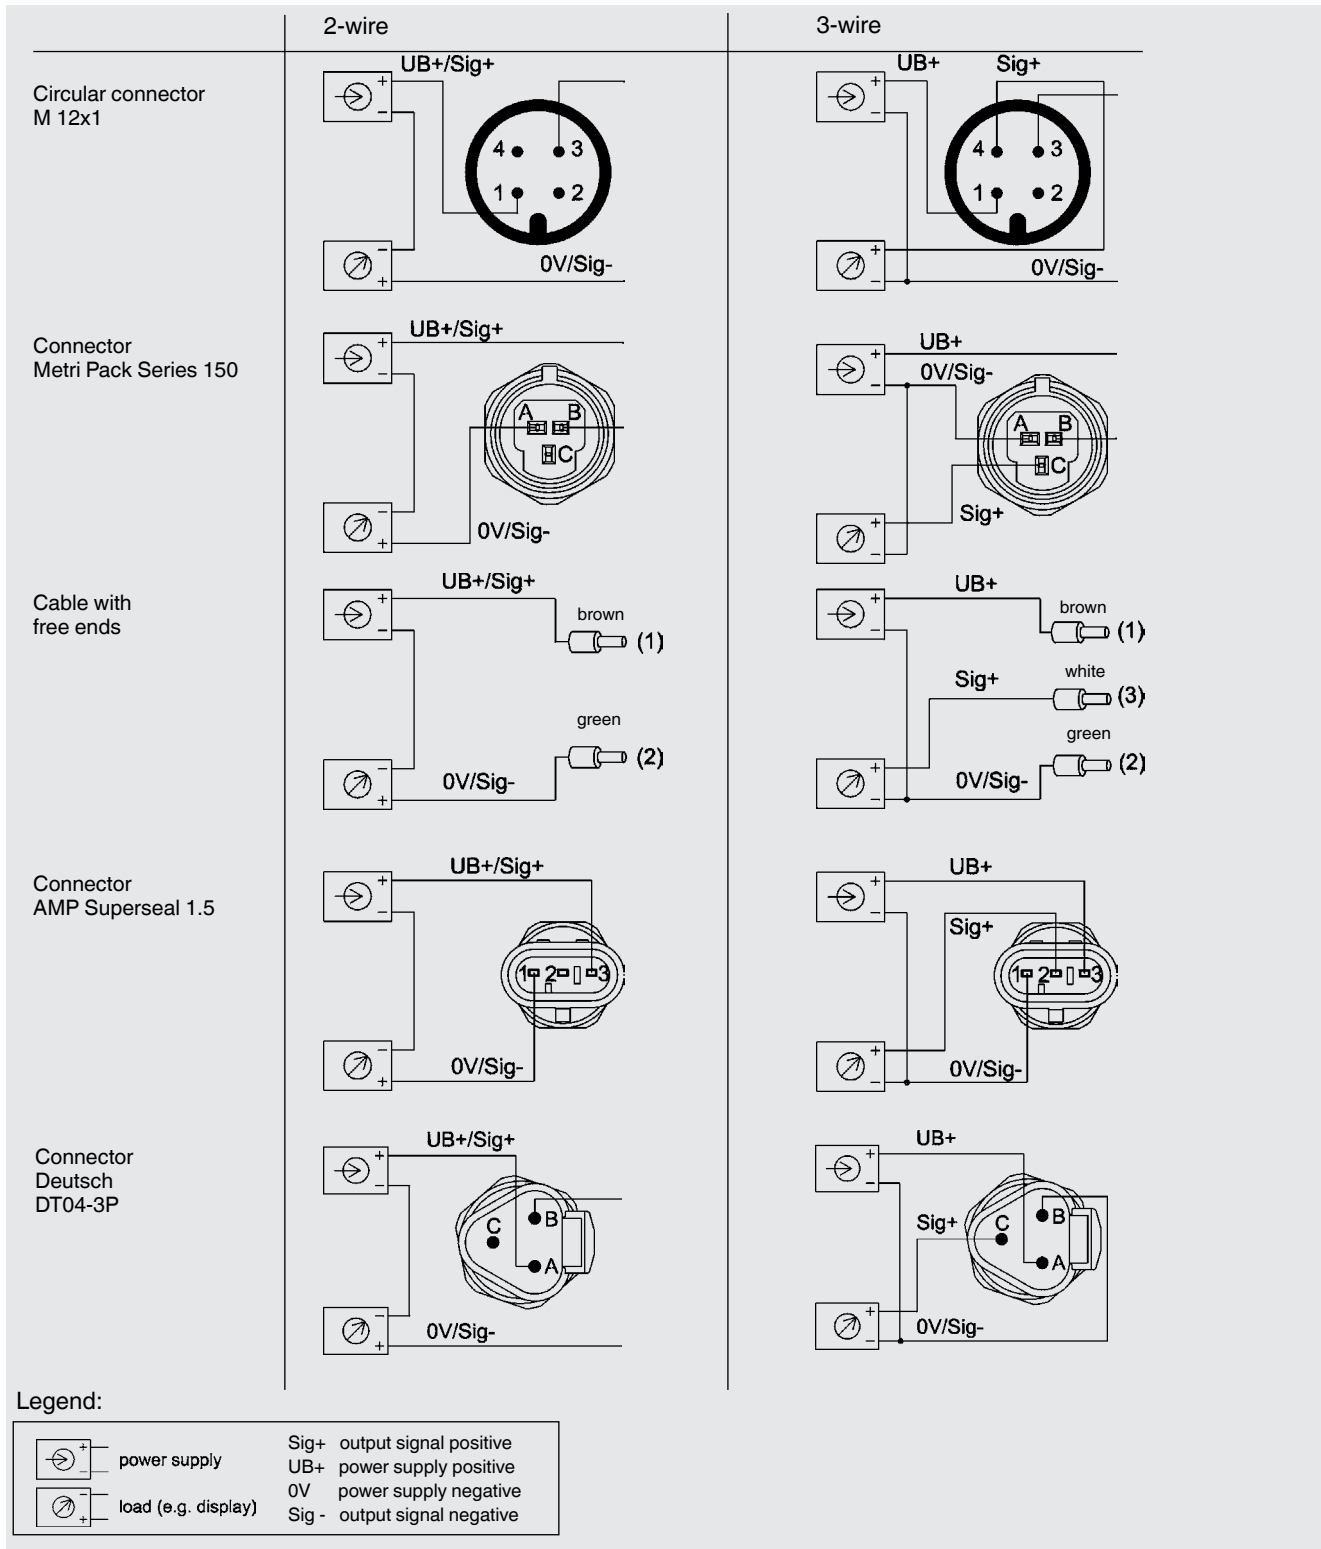 2-wire
3-wire
Circular connector
M 12x1
UB+/Sig+
+
−
4
3
1
2
−
+
0V/Sig-
UB+
Sig+
+
−
4
3
1
2
+
−
0V/Sig-
Connector
Metri Pack Series 150
UB+/Sig+
+
−
A
B
C
−
+
0V/Sig-
UB+
+
−
0V/Sig-
A
B
C
Sig+
+
−
Cable with
free ends
UB+/Sig+
+
−
brown
(1)
green
(2)
−
+
0V/Sig-
UB+
+
−
brown
(1)
Sig+
white
(3)
green
(2)
+
−
0V/Sig-
Connector
AMP Superseal 1.5
UB+/Sig+
+
−
1
2
3
−
+
0V/Sig-
UB+
+
−
Sig+
1
2
3
+
−
0V/Sig-
Connector
Deutsch
DT04-3P
UB+/Sig+
+
−
C
B
A
−
+
0V/Sig-
UB+
+
−
Sig+
C
B
A
+
−
0V/Sig-
Legend:
+
−
power supply
−
+
load (e.g. display)
Sig+ output signal positive
UB+ power supply positive
0V power supply negative
Sig - output signal negative